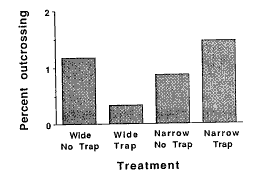 2
1
0
Percent outcrossing
Wide Wide Narrow Narrow
No Trap Trap No Trap Trap
Treatment